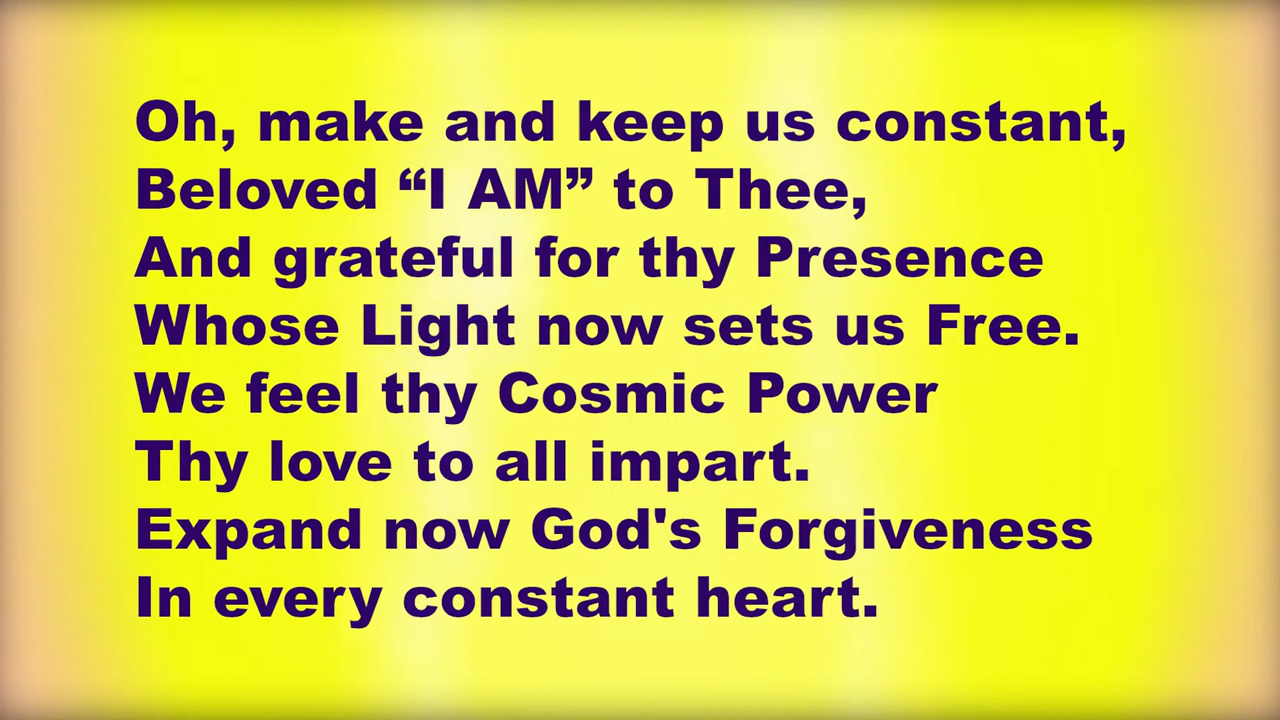 Oh, make and keep us constant,
Beloved “I AM” to Thee,
And grateful for thy Presence
Whose Light now sets us Free.
We feel thy Cosmic Power
Thy love to all impart.
Expand now God's Forgiveness
In every constant heart.